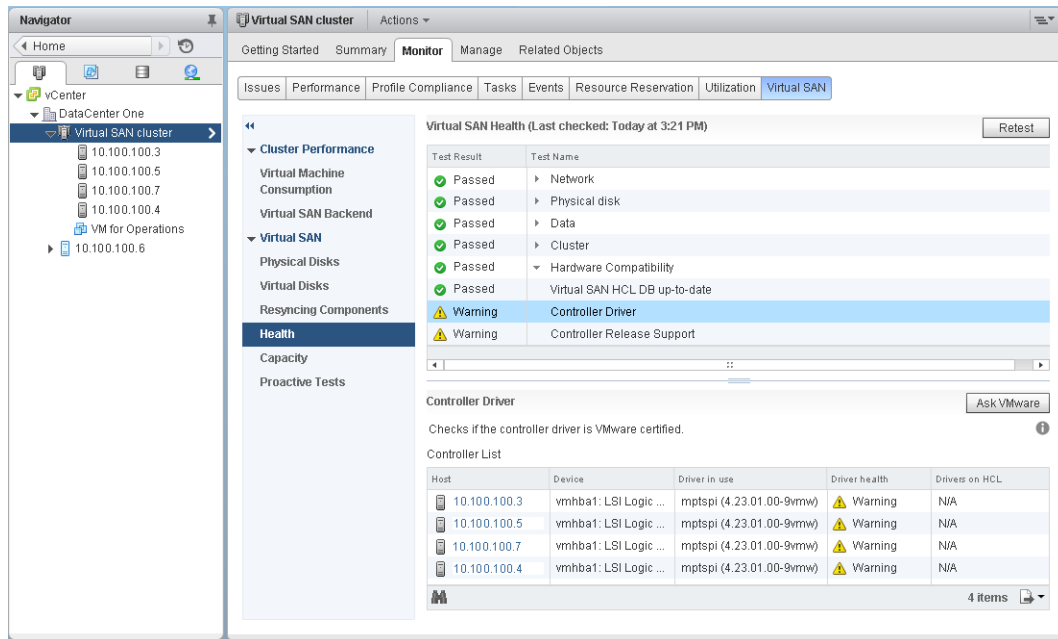 Navigator
Home
vCenter
DataCenter One
Virtual SAN cluster
10.100.100.3
10.100.100.5
10.100.100.7
10.100.100.4
VM for Operations
10.100.100.6
Virtual SAN cluster Actions
Getting Started Summary Monitor Manage Related Objects
Issues Performance Profile Compliance Tasks Events Resource Reservation Utilization Virtual SAN
Cluster Performance
Virtual Machine
Consumption
Virtual SAN Backend
Virtual SAN
Physical Disks
Virtual Disks
Resyncing Components
Health
Capacity
Proactive Tests
Virtual SAN Health (Last checked: Today at 3:21 PM) Retest
Test Result Test Name
Passed Network
Passed Physical disk
Passed Data
Passed Cluster
Passed Hardware Compatibility
Passed Virtual SAN HCL DB up-to-date
Warning Controller Driver
Warning Controller Release Support
Controller Driver Ask VMware
Checks if the controller driver is VMware certified.
Controller List
Host Device Driver in use Driver health Drivers on HCL
10.100.100.3 vmhba1: LSI Logic ... mptspi (4.23.01.00-9vmw) Warning N/A
10.100.100.5 vmhba1: LSI Logic ... mptspi (4.23.01.00-9vmw) Warning N/A
10.100.100.7 vmhba1: LSI Logic ... mptspi (4.23.01.00-9vmw) Warning N/A
10.100.100.4 vmhba1: LSI Logic ... mptspi (4.23.01.00-9vmw) Warning N/A
4 items